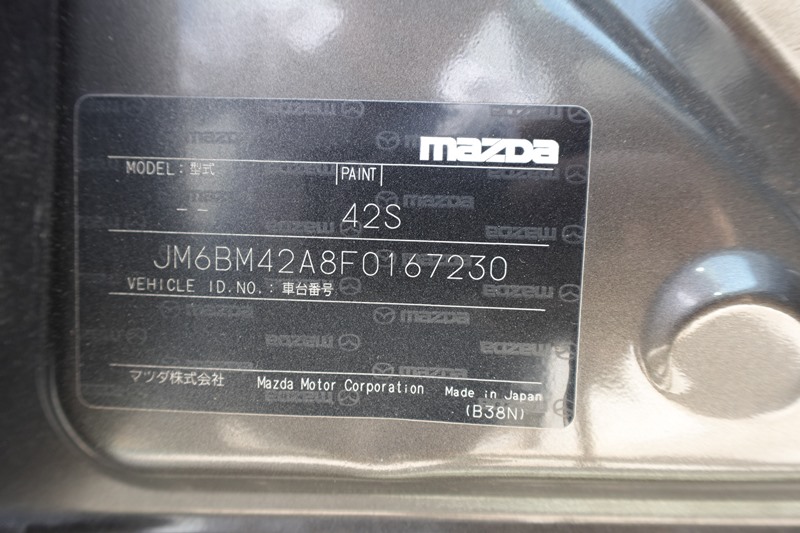 mazda
MODEL: 型式
PAINT
-- 42S
JM6BM42A8F0167230
VEHICLE ID.NO.: 車台番号
マツダ株式会社 Mazda Motor Corporation Made in Japan
(B38N)